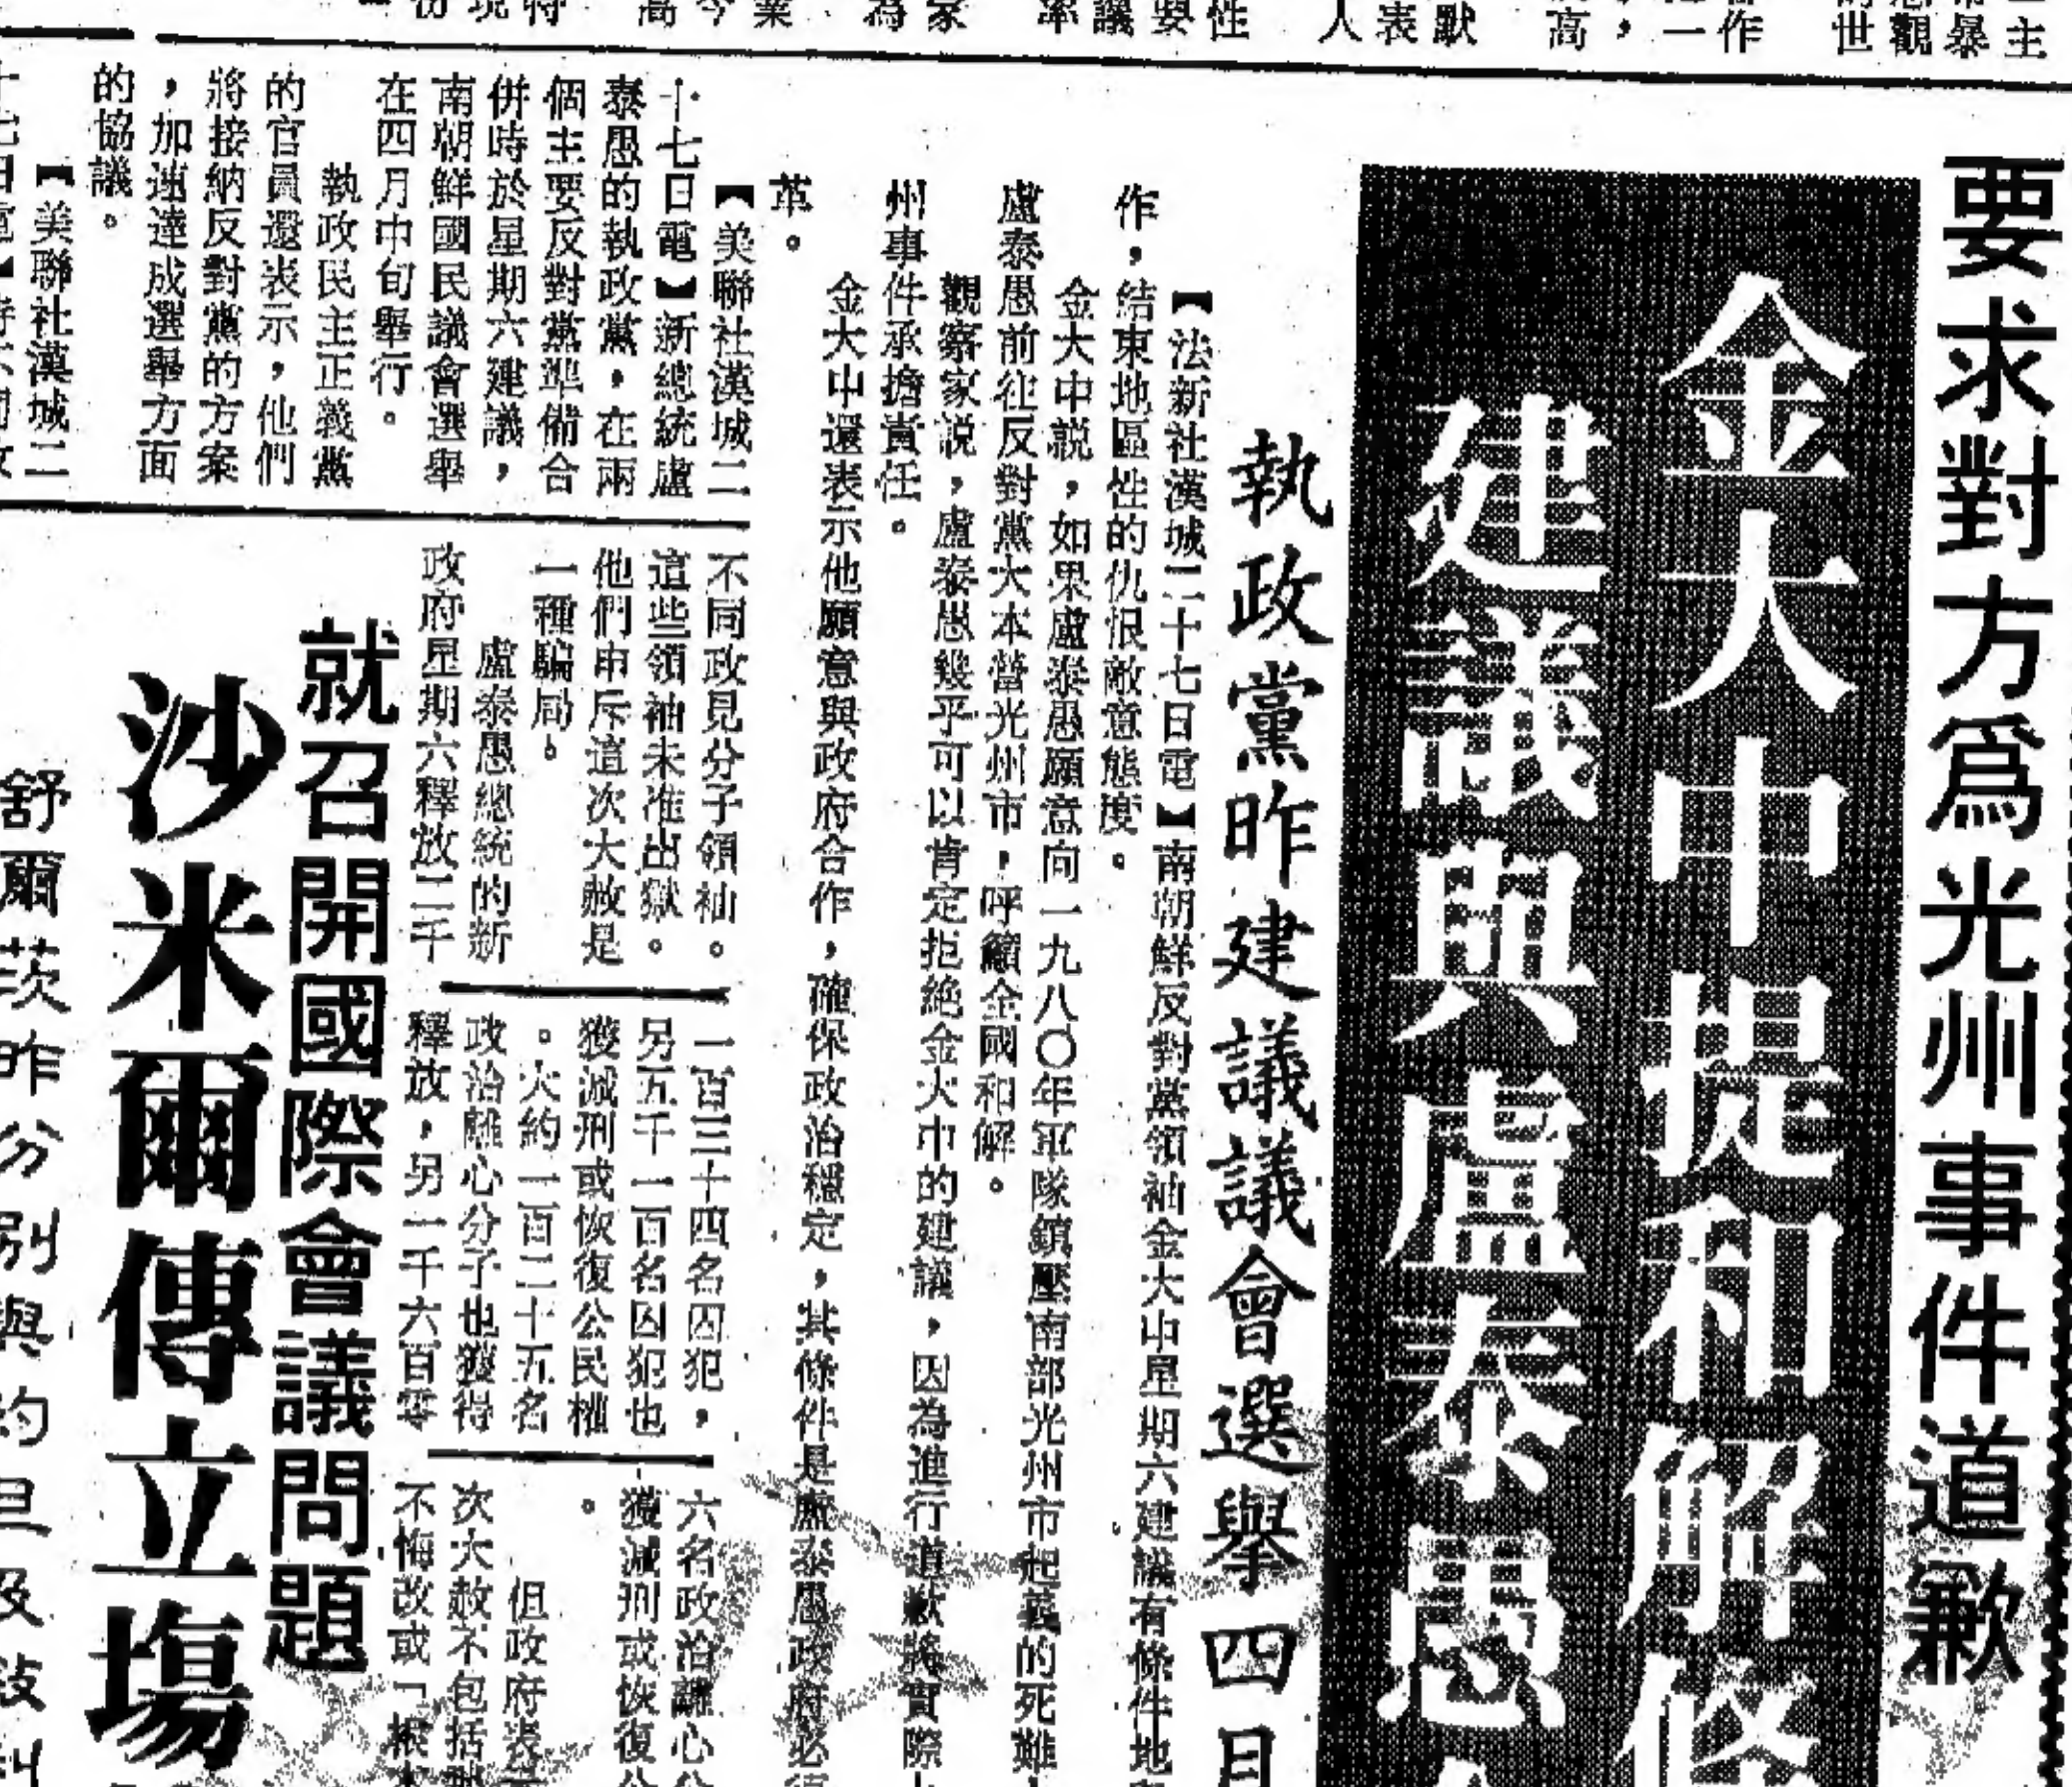 要求對方爲光州事件道歉
金大中提和解條
建議與盧泰愚
執政黨昨建議議會選舉四月
【法新社漢城二十七日電】南朝鮮反對黨領袖金大中星期六建議有條件地
作，結束地區性的仇恨敵意態度。
金大中説，如果盧泰愚願意向一九八〇年軍隊鎮壓南部光州市起義的死難
盧泰愚前往反對黨大本營光州市，呼籲全國和解。
觀察家説，盧泰愚幾乎可以肯定拒絶金大中的建議，因為進行道歉將實際
州事件承擔責任。
金大中還表示他願意與政府合作，確保政治穩定，其條件是盧泰愚政府必
革。
【美聯社漢城二
十七日電】新總統盧
泰愚的執政黨，在兩
個主要反對黨準備合
併時於星期六建議，
南朝鮮國民議會選舉
在四月中旬舉行。
執政民主正義黨
的官員還表示，他們
將接納反對黨的方案
，加速達成選舉方面
的協議。
【美聯社漢城二
不同政見分子領袖。
這些領袖未准出獄。
他們申斥這次大赦是
一種騙局。
盧泰愚總統的新
政府星期六釋放二千
一百三十四名囚犯，
另五千一百名囚犯也
獲減刑或恢復公民權
。大約一百二十五名
政治離心分子也獲得
釋放，另一千六百零
六名政治離心分
獲減刑或恢復公
。
但政府表
次大赦不包括
不悔改或「根
就召開國際會議問題
沙米爾傳立場
舒爾茨昨分別與約旦及敍利